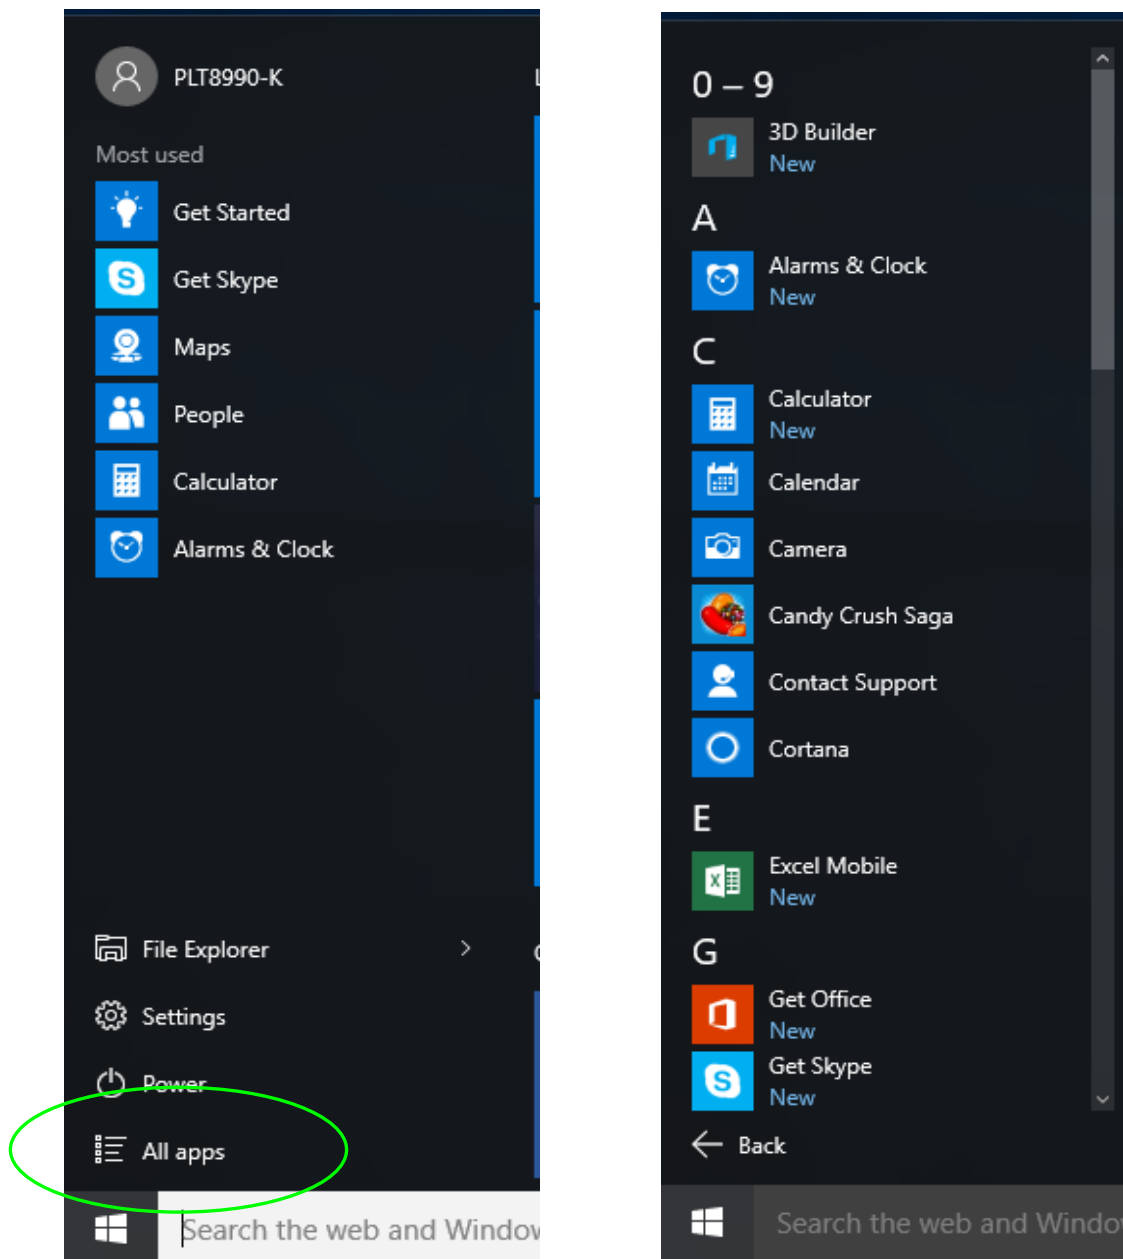 PLT8990-K
Most used
Get Started
Get Skype
Maps
People
Calculator
Alarms & Clock
File Explorer
Settings
Power
All apps
Search the web and Window
0 – 9
3D Builder
New
A
Alarms & Clock
New
C
Calculator
New
Calendar
Camera
Candy Crush Saga
Contact Support
Cortana
E
Excel Mobile
New
G
Get Office
New
Get Skype
New
Back
Search the web and Windo